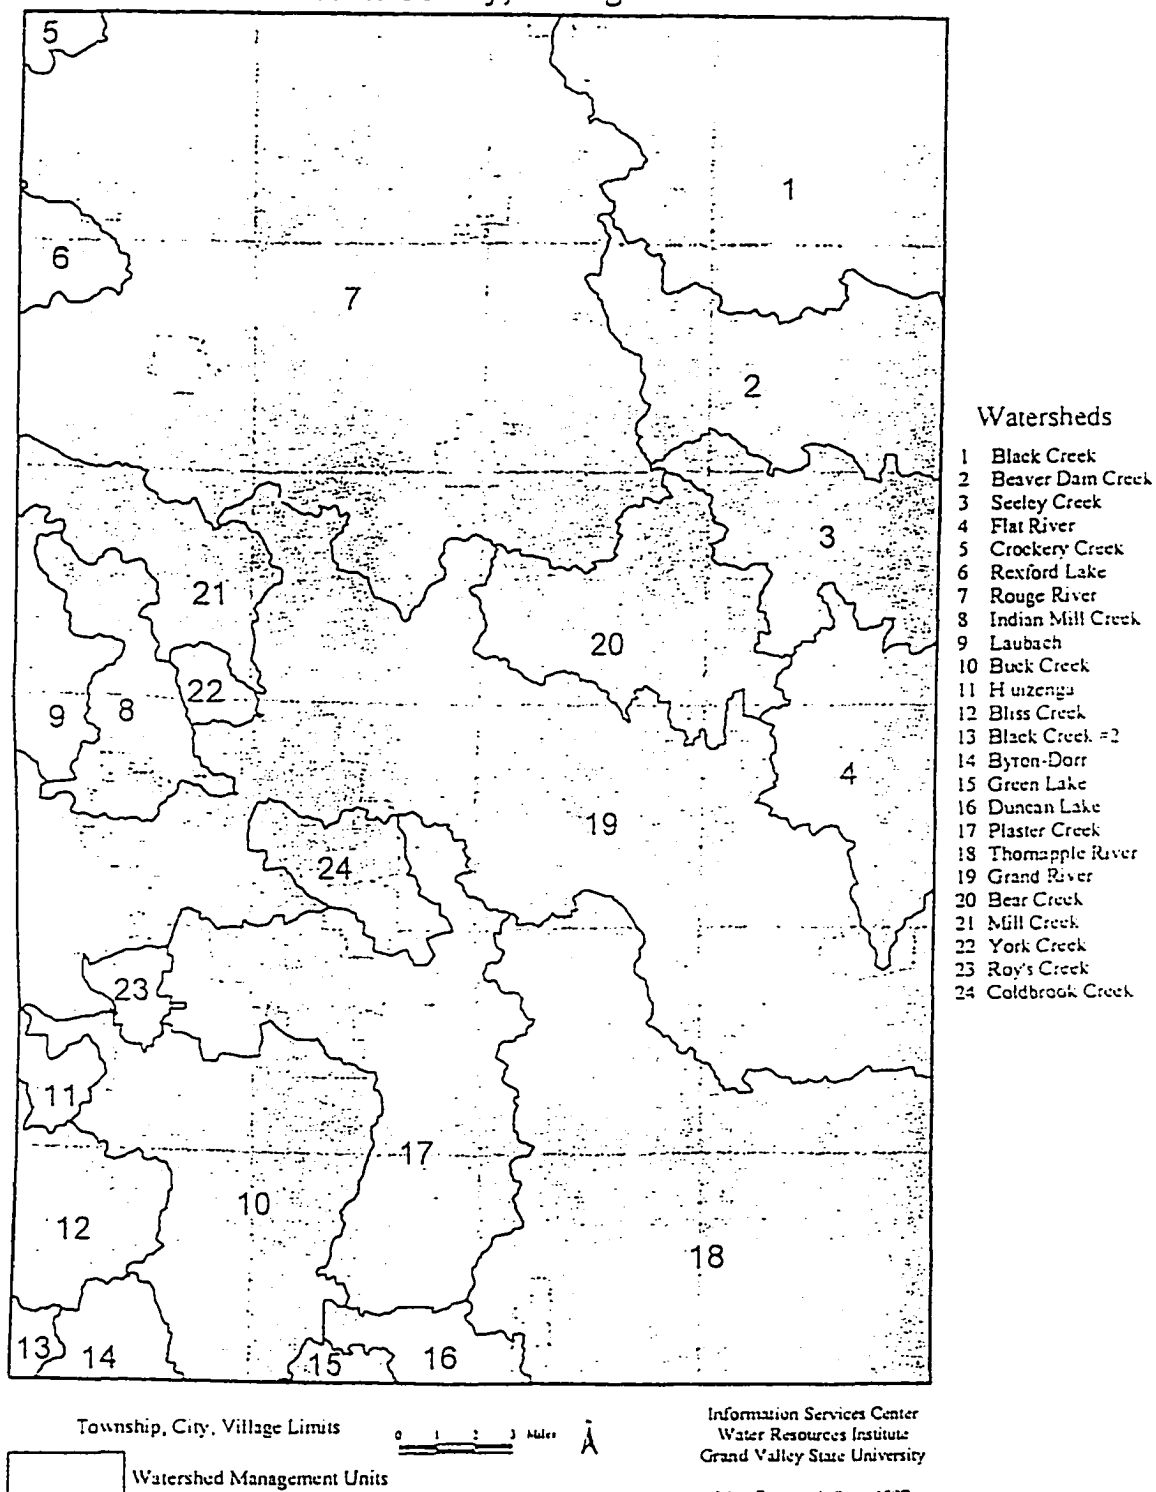 5
1
6
7
2
3
21
20
22
9
8
4
19
24
23
11
17
10
12
18
13
14
15
16
Watersheds
1 Black Creek
2 Beaver Dam Creek
3 Seeley Creek
4 Flat River
5 Crockery Creek
6 Rexford Lake
7 Rouge River
8 Indian Mill Creek
9 Laubach
10 Buck Creek
11 Huizenga
12 Bliss Creek
13 Black Creek #2
14 Byron-Dorr
15 Green Lake
16 Duncan Lake
17 Plaster Creek
18 Thornapple River
19 Grand River
20 Bear Creek
21 Mill Creek
22 York Creek
23 Roy's Creek
24 Coldbrook Creek
Township, City, Village Limits
0 1 2 3 Miles
Watershed Management Units
Information Services Center
Water Resources Institute
Grand Valley State University